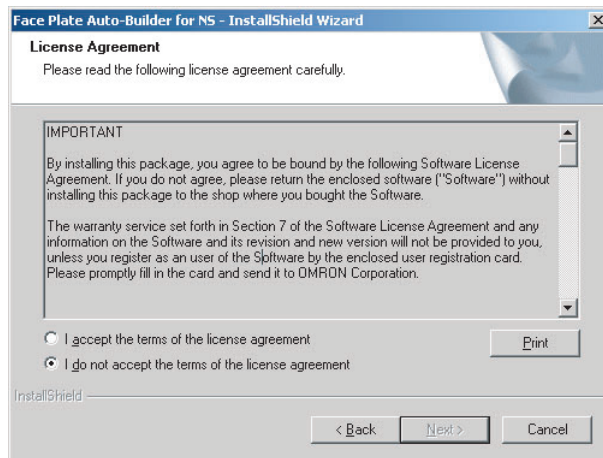 Face Plate Auto-Builder for NS - InstallShield Wizard
License Agreement
Please read the following license agreement carefully.
IMPORTANT
By installing this package, you agree to be bound by the following Software License
Agreement. If you do not agree, please return the enclosed software ("Software") without
installing this package to the shop where you bought the Software.
The warranty service set forth in Section 7 of the Software License Agreement and any
information on the Software and its revision and new version will not be provided to you,
unless you register as an user of the Software by the enclosed user registration card.
Please promptly fill in the card and send it to OMRON Corporation.
I accept the terms of the license agreement
Print
I do not accept the terms of the license agreement
InstallShield
< Back Next > Cancel